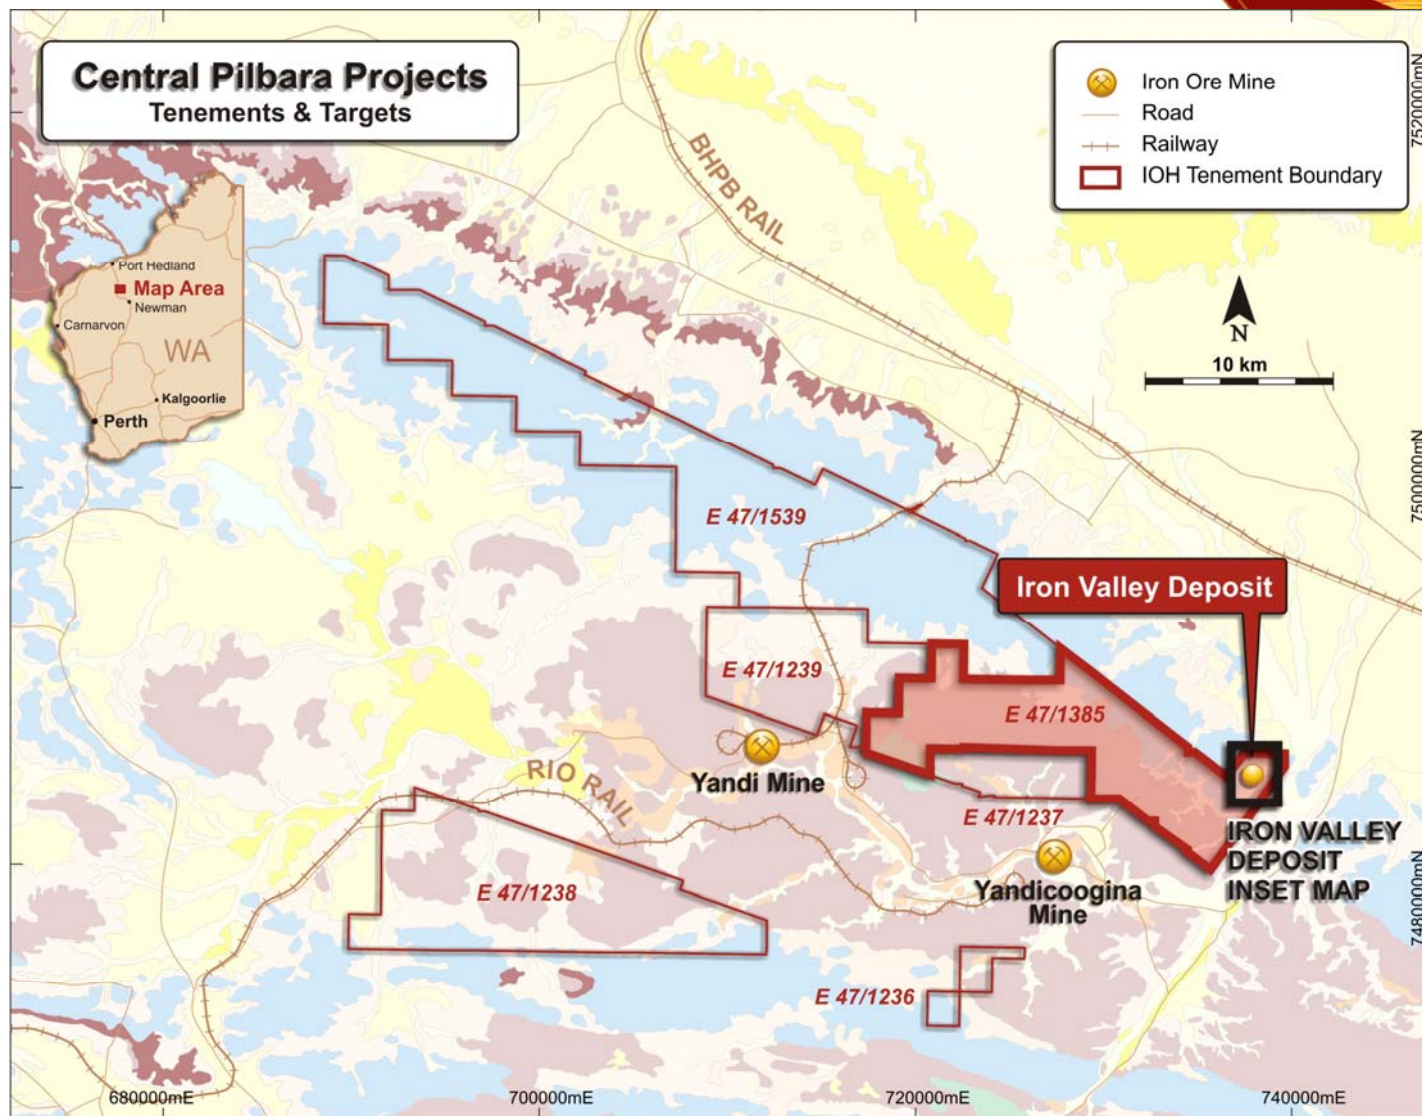 Central Pilbara Projects
Tenements & Targets
Iron Ore Mine
Road
Railway
IOH Tenement Boundary
7520000mN
BHPB RAIL
Port Hedland
Map Area
Newman
Carnarvon
WA
Kalgoorlie
Perth
N
10 km
7500000mN
E 47/1539
Iron Valley Deposit
E 47/1239
E 47/1385
Yandi Mine
RIO RAIL
E 47/1237
IRON VALLEY
DEPOSIT
INSET MAP
E 47/1238
Yandicoogina
Mine
7480000mN
E 47/1236
680000mE
700000mE
720000mE
740000mE